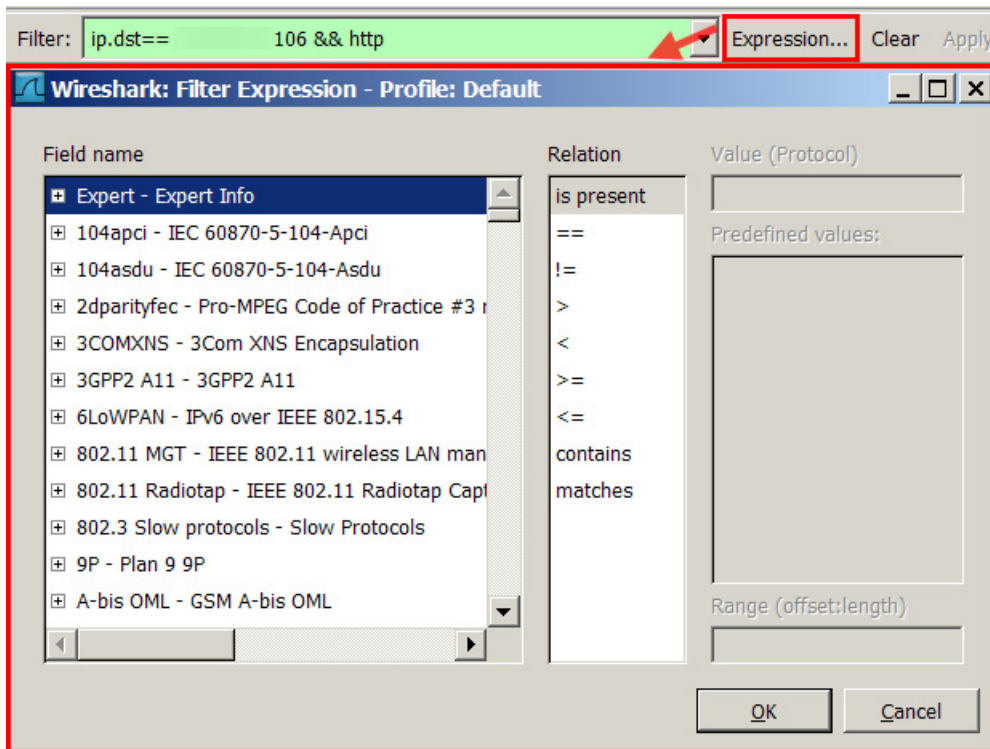 Filter: ip.dst== 106 && http Expression... Clear Apply
Wireshark: Filter Expression - Profile: Default
Field name
Expert - Expert Info
104apci - IEC 60870-5-104-Apci
104asdu - IEC 60870-5-104-Asdu
2dparityfec - Pro-MPEG Code of Practice #3 r
3COMXNS - 3Com XNS Encapsulation
3GPP2 A11 - 3GPP2 A11
6LoWPAN - IPv6 over IEEE 802.15.4
802.11 MGT - IEEE 802.11 wireless LAN man
802.11 Radiotap - IEEE 802.11 Radiotap Capt
802.3 Slow protocols - Slow Protocols
9P - Plan 9 9P
A-bis OML - GSM A-bis OML
Relation
is present
==
!=
>
<
>=
<=
contains
matches
Value (Protocol)
Predefined values:
Range (offset:length)
OK Cancel